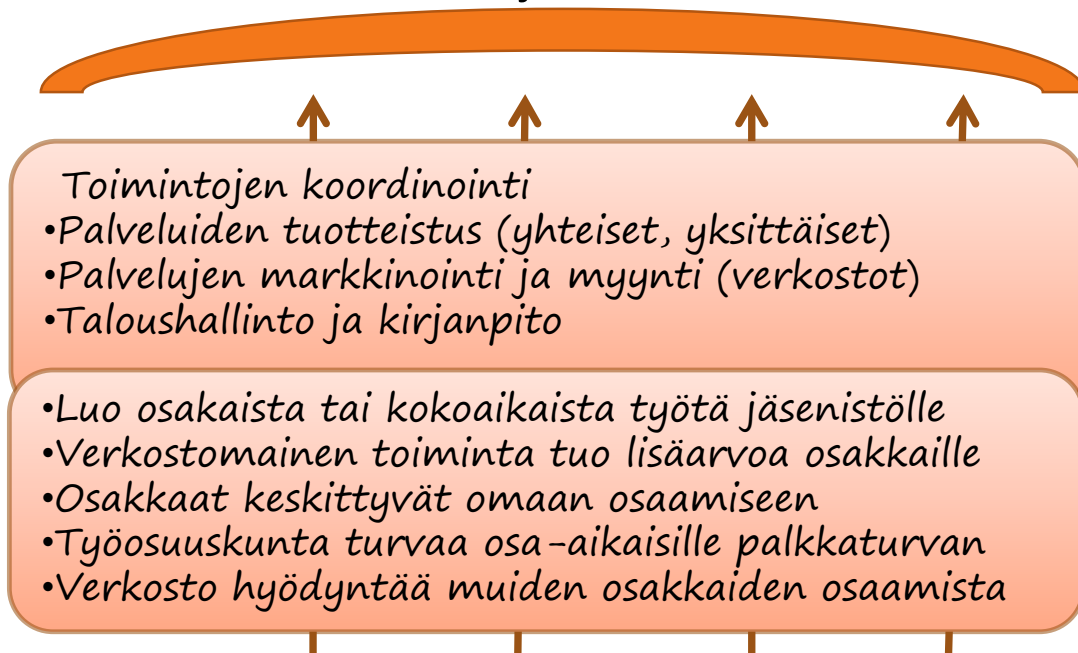 Toimintojen koordinointi
•Palveluiden tuotteistus (yhteiset, yksittäiset)
•Palvelujen markkinointi ja myynti (verkostot)
•Taloushallinto ja kirjanpito
•Luo osakaista tai kokoaikaista työtä jäsenistölle
•Verkostomainen toiminta tuo lisäarvoa osakkaille
•Osakkaat keskittyvät omaan osaamiseen
•Työosuuskunta turvaa osa-aikaisille palkkaturvan
•Verkosto hyödyntää muiden osakkaiden osaamista